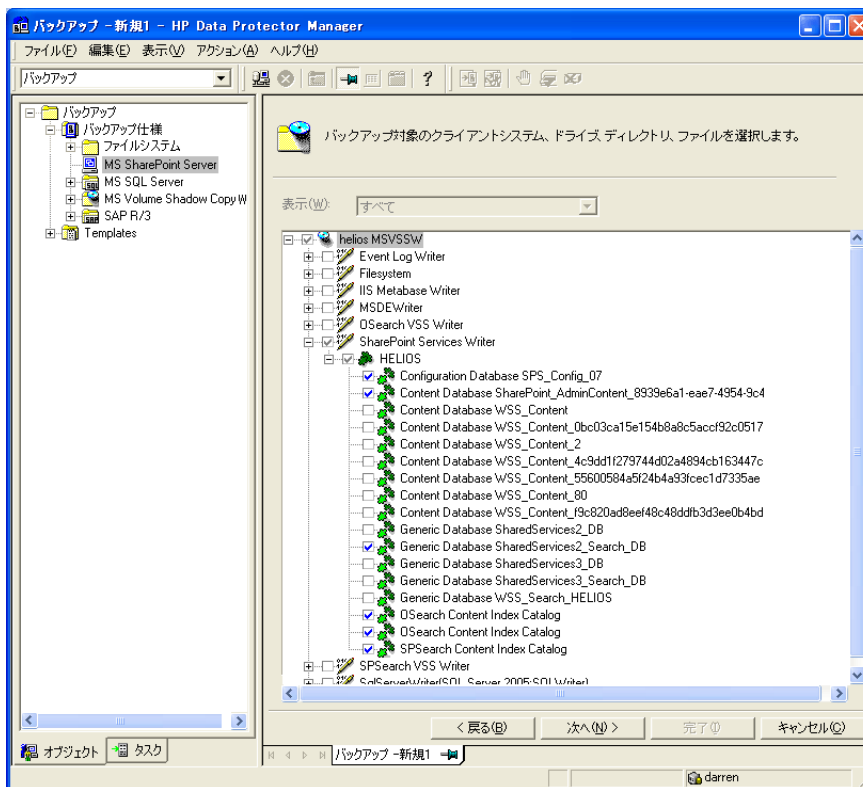 バックアップ -新規1 - HP Data Protector Manager
ファイル(F) 編集(E) 表示(V) アクション(A) ヘルプ(H)
バックアップ
バックアップ
バックアップ仕様
ファイルシステム
MS SharePoint Server
MS SQL Server
MS Volume Shadow Copy W
SAP R/3
Templates
バックアップ対象のクライアントシステム、ドライブ、ディレクトリ、ファイルを選択します。
表示(W): すべて
helios MSVSSW
Event Log Writer
Filesystem
IIS Metabase Writer
MSDEWriter
OSearch VSS Writer
SharePoint Services Writer
HELIOS
Configuration Database SPS_Config_07
Content Database SharePoint_AdminContent_8939e6a1-eae7-4954-9c4
Content Database WSS_Content
Content Database WSS_Content_0bc03ca15e154b8a8c5accf92c0517
Content Database WSS_Content_2
Content Database WSS_Content_4c9dd1f279744d02a4894cb163447c
Content Database WSS_Content_55600584a5f24b4a93fcec1d7335ae
Content Database WSS_Content_80
Content Database WSS_Content_f9c820ad8eef48c48ddfb3d3ee0b4bd
Generic Database SharedServices2_DB
Generic Database SharedServices2_Search_DB
Generic Database SharedServices3_DB
Generic Database SharedServices3_Search_DB
Generic Database WSS_Search_HELIOS
OSearch Content Index Catalog
OSearch Content Index Catalog
SPSearch Content Index Catalog
SPSearch VSS Writer
SqlServerWriter(SQL Server 2005:SQLWriter)
< 戻る(B) 次へ(N) > 完了(I) キャンセル(C)
オブジェクト タスク
バックアップ -新規1
darren